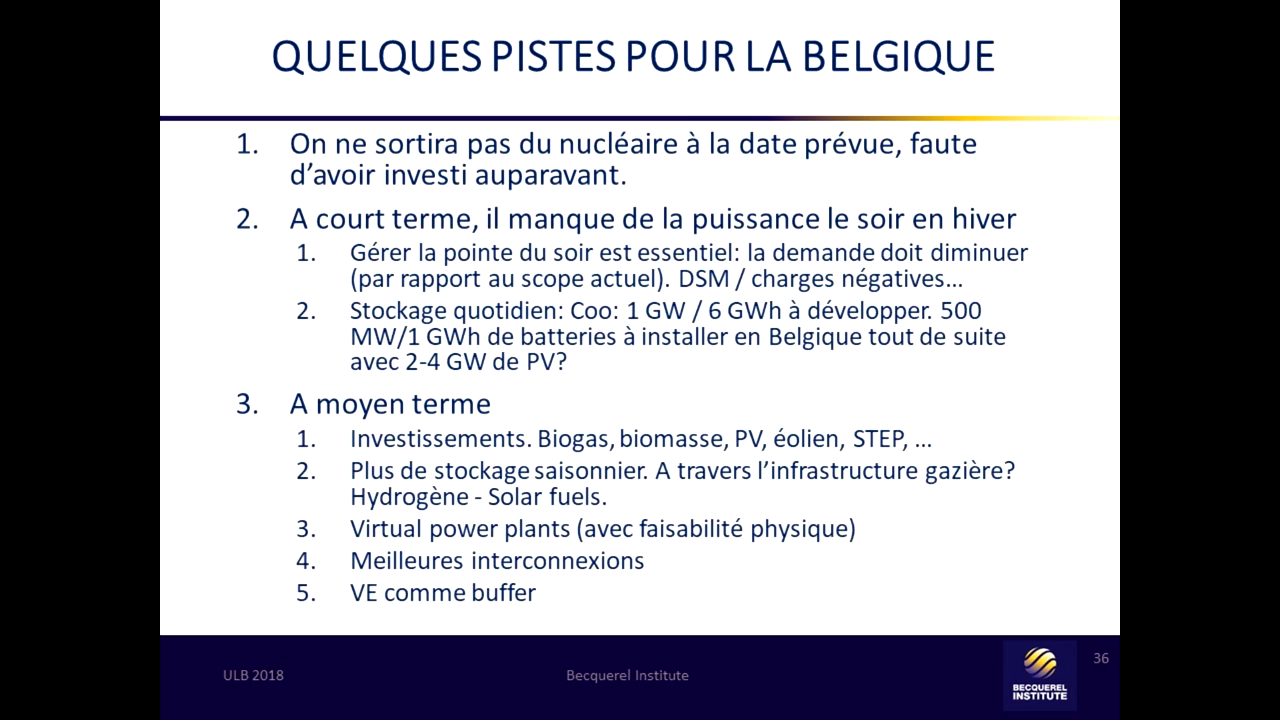 QUELQUES PISTES POUR LA BELGIQUE
1. On ne sortira pas du nucléaire à la date prévue, faute
d’avoir investi auparavant.
2. A court terme, il manque de la puissance le soir en hiver
1. Gérer la pointe du soir est essentiel: la demande doit diminuer
(par rapport au scope actuel). DSM / charges négatives...
2. Stockage quotidien: Coo: 1 GW / 6 GWh à développer. 500
MW/1 GWh de batteries à installer en Belgique tout de suite
avec 2-4 GW de PV?
3. A moyen terme
1. Investissements. Biogas, biomasse, PV, éolien, STEP, ...
2. Plus de stockage saisonnier. A travers l’infrastructure gazière?
Hydrogène - Solar fuels.
3. Virtual power plants (avec faisabilité physique)
4. Meilleures interconnexions
5. VE comme buffer
ULB 2018
Becquerel Institute
BECQUEREL
INSTITUTE
36